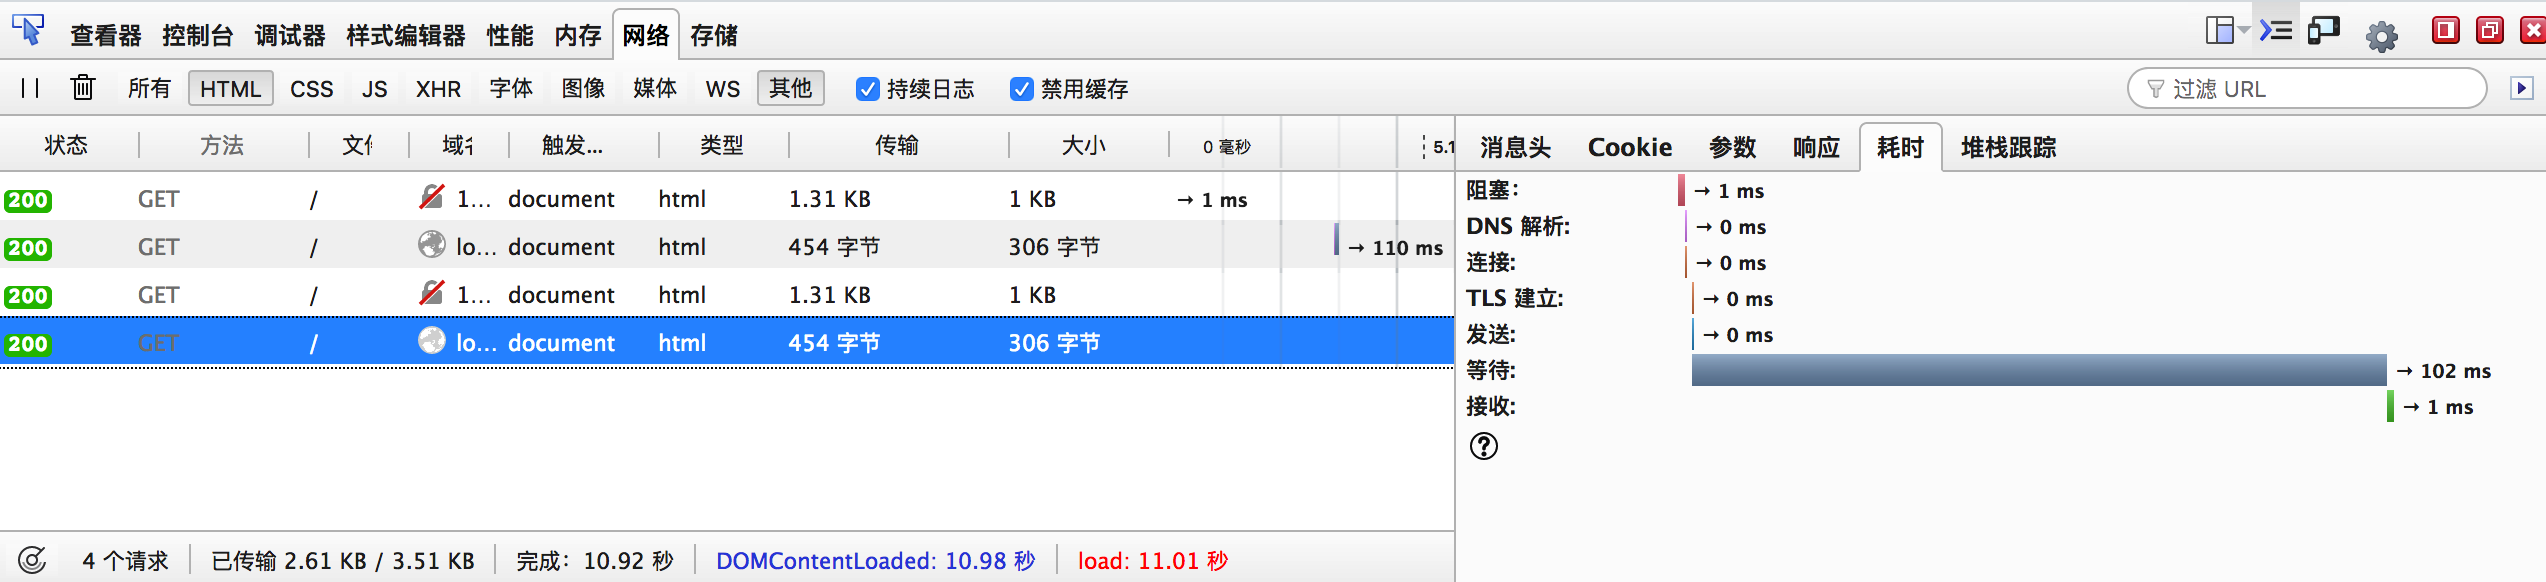 查看器 控制台 调试器 样式编辑器 性能 内存 网络 存储
所有 HTML CSS JS XHR 字体 图像 媒体 WS 其他 持续日志 禁用缓存 过滤 URL
状态 方法 域 触发... 类型 传输 大小 0 毫秒 5.1
200 GET / 1... document html 1.31 KB 1 KB → 1 ms
200 GET / lo... document html 454 字节 306 字节 → 110 ms
200 GET / 1... document html 1.31 KB 1 KB
200 GET / lo... document html 454 字节 306 字节
4 个请求 已传输 2.61 KB / 3.51 KB 完成：10.92 秒 DOMContentLoaded: 10.98 秒 load: 11.01 秒
消息头 Cookie 参数 响应 耗时 堆栈跟踪
阻塞： → 1 ms
DNS 解析: → 0 ms
连接: → 0 ms
TLS 建立: → 0 ms
发送: → 0 ms
等待: → 102 ms
接收: → 1 ms